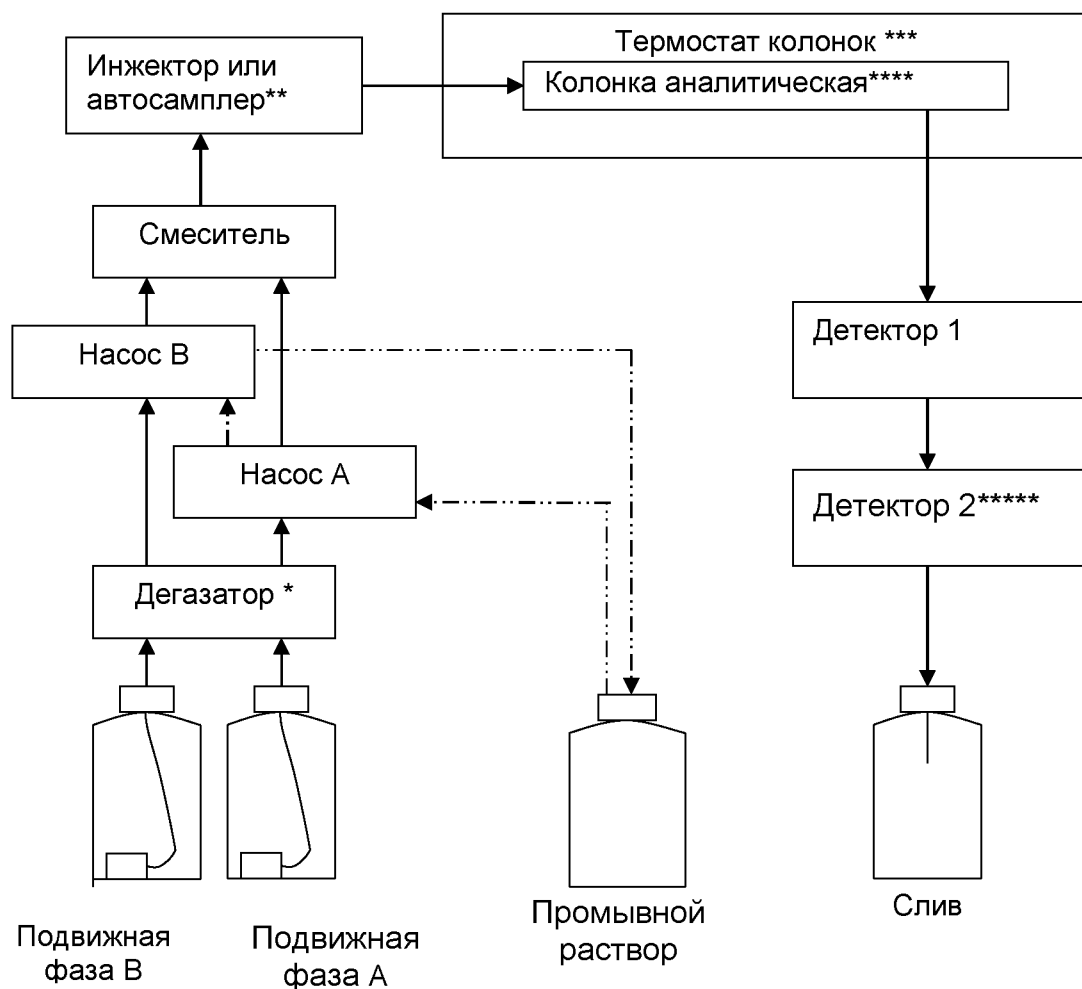 Термостат колонок ***
Инжектор или
автосамплер**
Колонка аналитическая****
Смеситель
Насос В
Детектор 1
Насос А
Детектор 2*****
Дегазатор *
Подвижная
фаза В
Подвижная
фаза А
Промывной
раствор
Слив